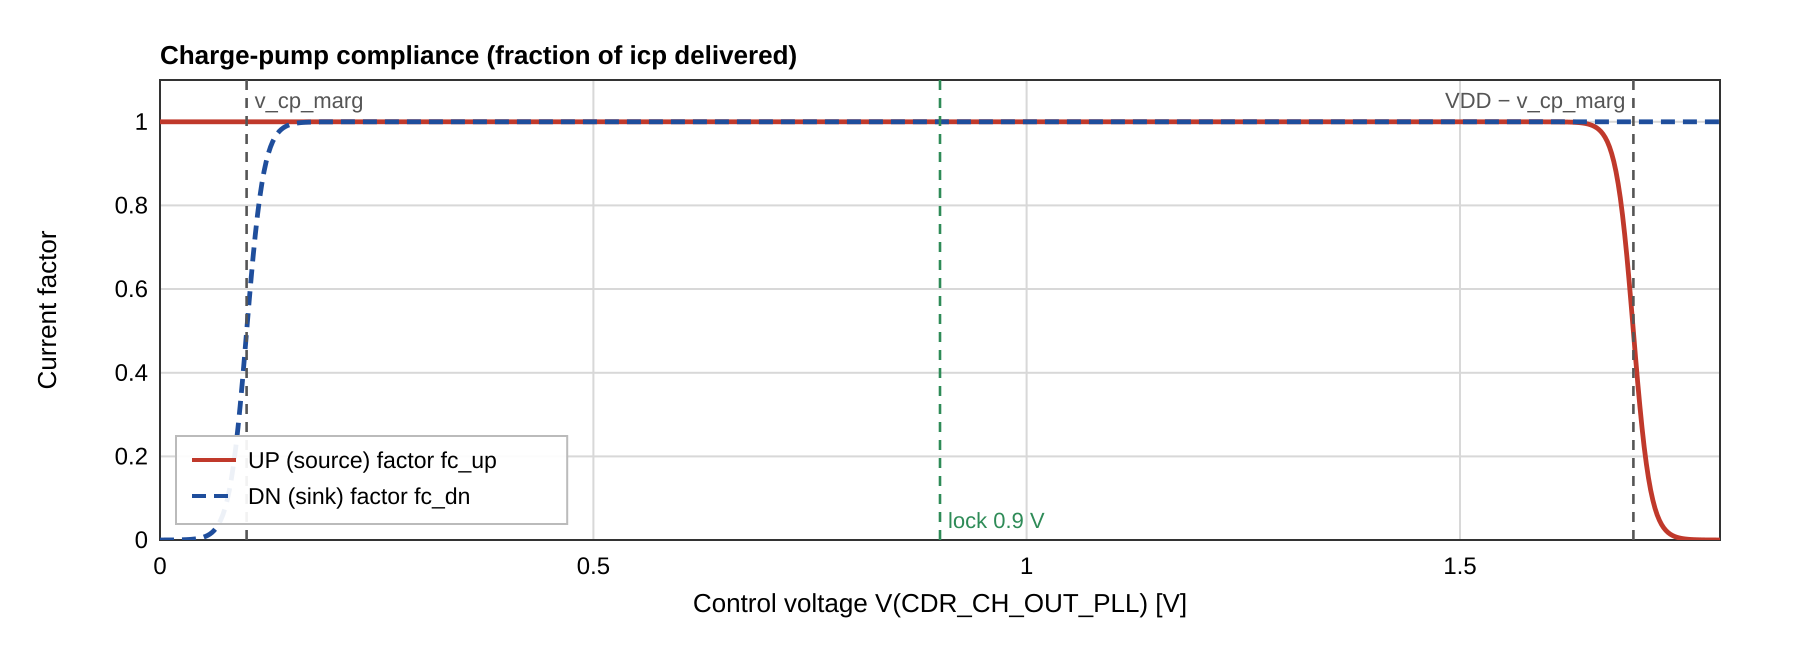 Charge-pump compliance (fraction of icp delivered)
v_cp_marg
VDD − v_cp_marg
1
0.8
0.6
0.4
0.2
0
Current factor
UP (source) factor fc_up
DN (sink) factor fc_dn
lock 0.9 V
0
0.5
1
1.5
Control voltage V(CDR_CH_OUT_PLL) [V]